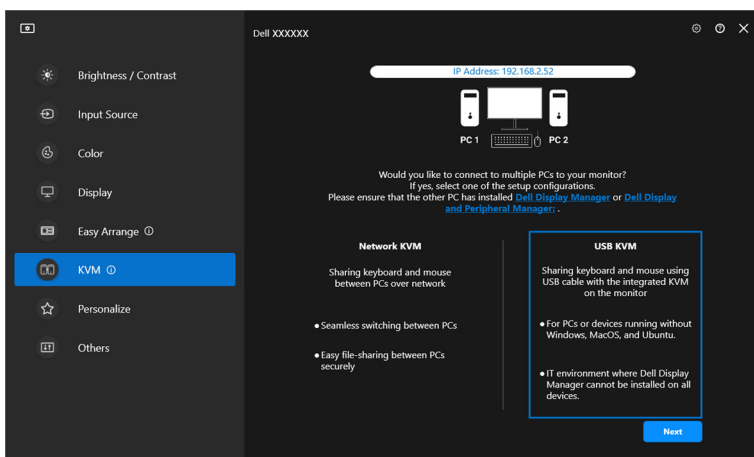 Dell XXXXXX
Brightness / Contrast
Input Source
Color
Display
Easy Arrange
KVM
Personalize
Others
IP Address: 192.168.2.52
PC 1
PC 2
Would you like to connect to multiple PCs to your monitor?
If yes, select one of the setup configurations.
Please ensure that the other PC has installed Dell Display Manager or Dell Display
and Peripheral Manager: .
Network KVM
Sharing keyboard and mouse
between PCs over network
● Seamless switching between PCs
● Easy file-sharing between PCs
securely
USB KVM
Sharing keyboard and mouse using
USB cable with the integrated KVM
on the monitor
● For PCs or devices running without
Windows, MacOS, and Ubuntu.
● IT environment where Dell Display
Manager cannot be installed on all
devices.
Next